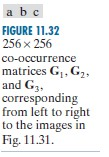 a b c
FIGURE 11.32
256 × 256
co-occurrence
matrices G₁, G₂,
and G₃,
corresponding
from left to right
to the images in
Fig. 11.31.